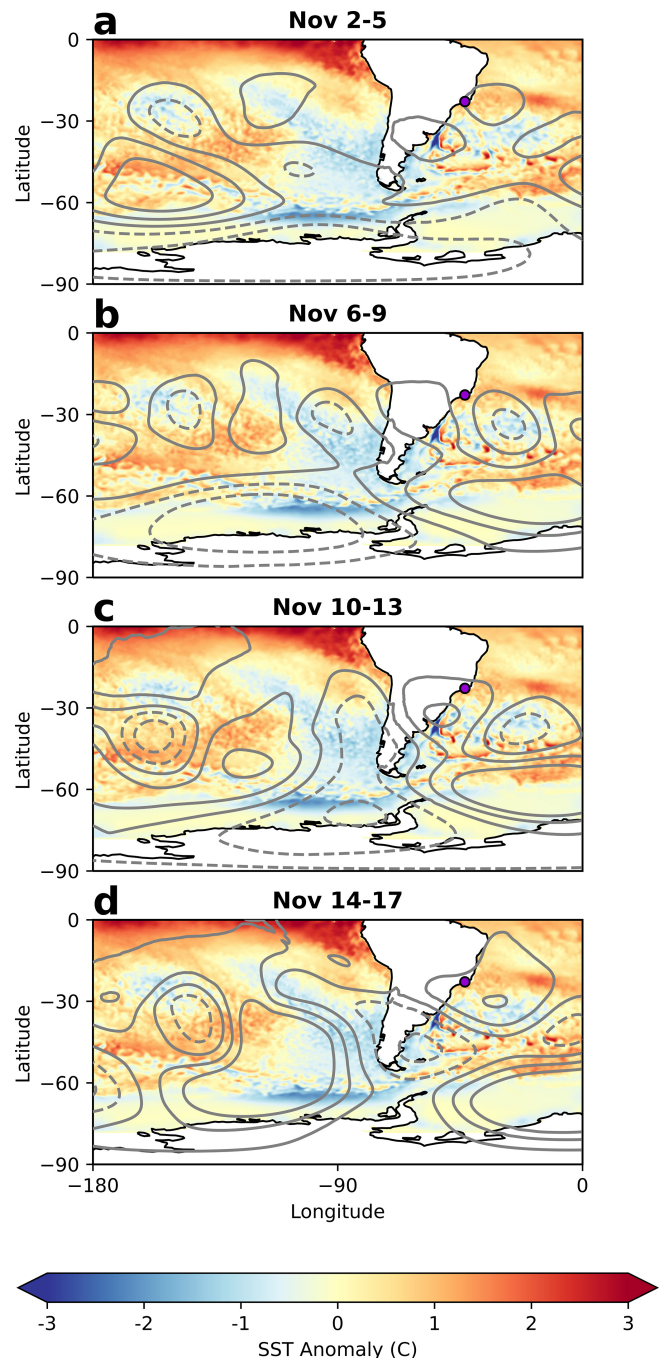 a Nov 2-5
0
−30
−60
−90
Latitude
b Nov 6-9
0
−30
−60
−90
Latitude
c Nov 10-13
0
−30
−60
−90
Latitude
d Nov 14-17
0
−30
−60
−90
Latitude
−180 −90 0
Longitude
-3 -2 -1 0 1 2 3
SST Anomaly (C)